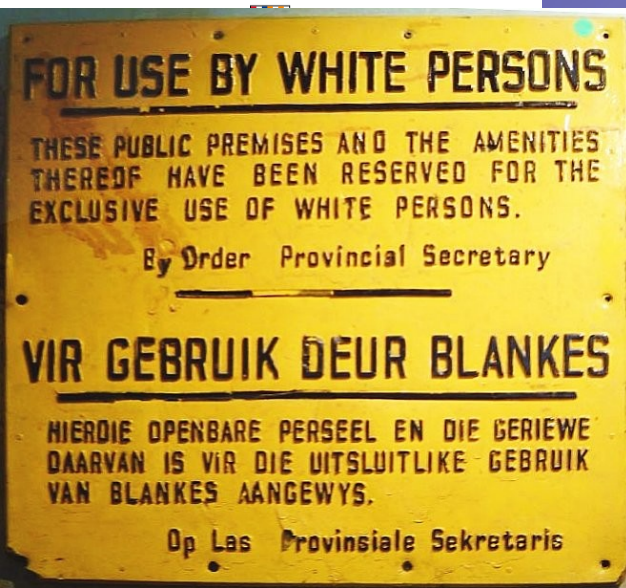 FOR USE BY WHITE PERSONS
THESE PUBLIC PREMISES AND THE AMENITIES
THEREOF HAVE BEEN RESERVED FOR THE
EXCLUSIVE USE OF WHITE PERSONS.
By Order Provincial Secretary
VIR GEBRUIK DEUR BLANKES
HIERDIE OPENBARE PERSEEL EN DIE GERIEWE
DAARVAN IS VIR DIE UITSLUITLIKE GEBRUIK
VAN BLANKES AANGEWYS.
Op Las Provinsiale Sekretaris